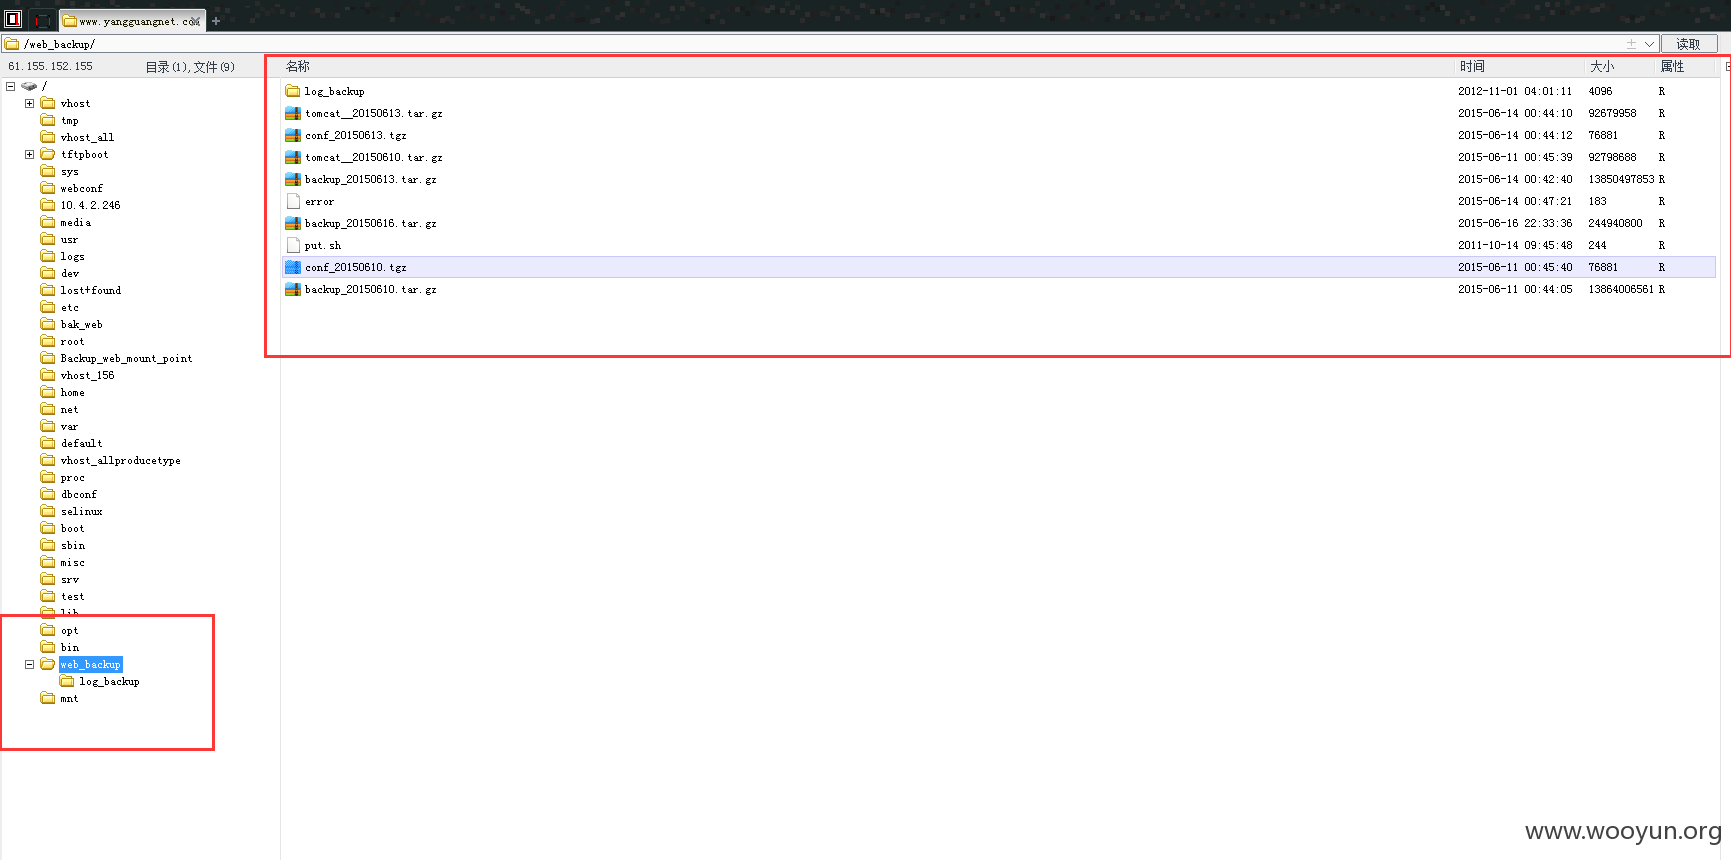 www.yangguangnet.com
/web_backup/
读取
61.155.152.155 目录(1),文件(9)
名称 时间 大小 属性
/
vhost
tmp
vhost_all
tftpboot
sys
webconf
10.4.2.246
media
usr
logs
dev
lost+found
etc
bak_web
root
Backup_web_mount_point
vhost_156
home
net
var
default
vhost_allproducetype
proc
dbconf
selinux
boot
sbin
misc
srv
test
lib
opt
bin
web_backup
log_backup
mnt
log_backup 2012-11-01 04:01:11 4096 R
tomcat__20150613.tar.gz 2015-06-14 00:44:10 92679958 R
conf_20150613.tgz 2015-06-14 00:44:12 76881 R
tomcat__20150610.tar.gz 2015-06-11 00:45:39 92798688 R
backup_20150613.tar.gz 2015-06-14 00:42:40 13850497853 R
error 2015-06-14 00:47:21 183 R
backup_20150616.tar.gz 2015-06-16 22:33:36 244940800 R
put.sh 2011-10-14 09:45:48 244 R
conf_20150610.tgz 2015-06-11 00:45:40 76881 R
backup_20150610.tar.gz 2015-06-11 00:44:05 13864006561 R
www.wooyun.org